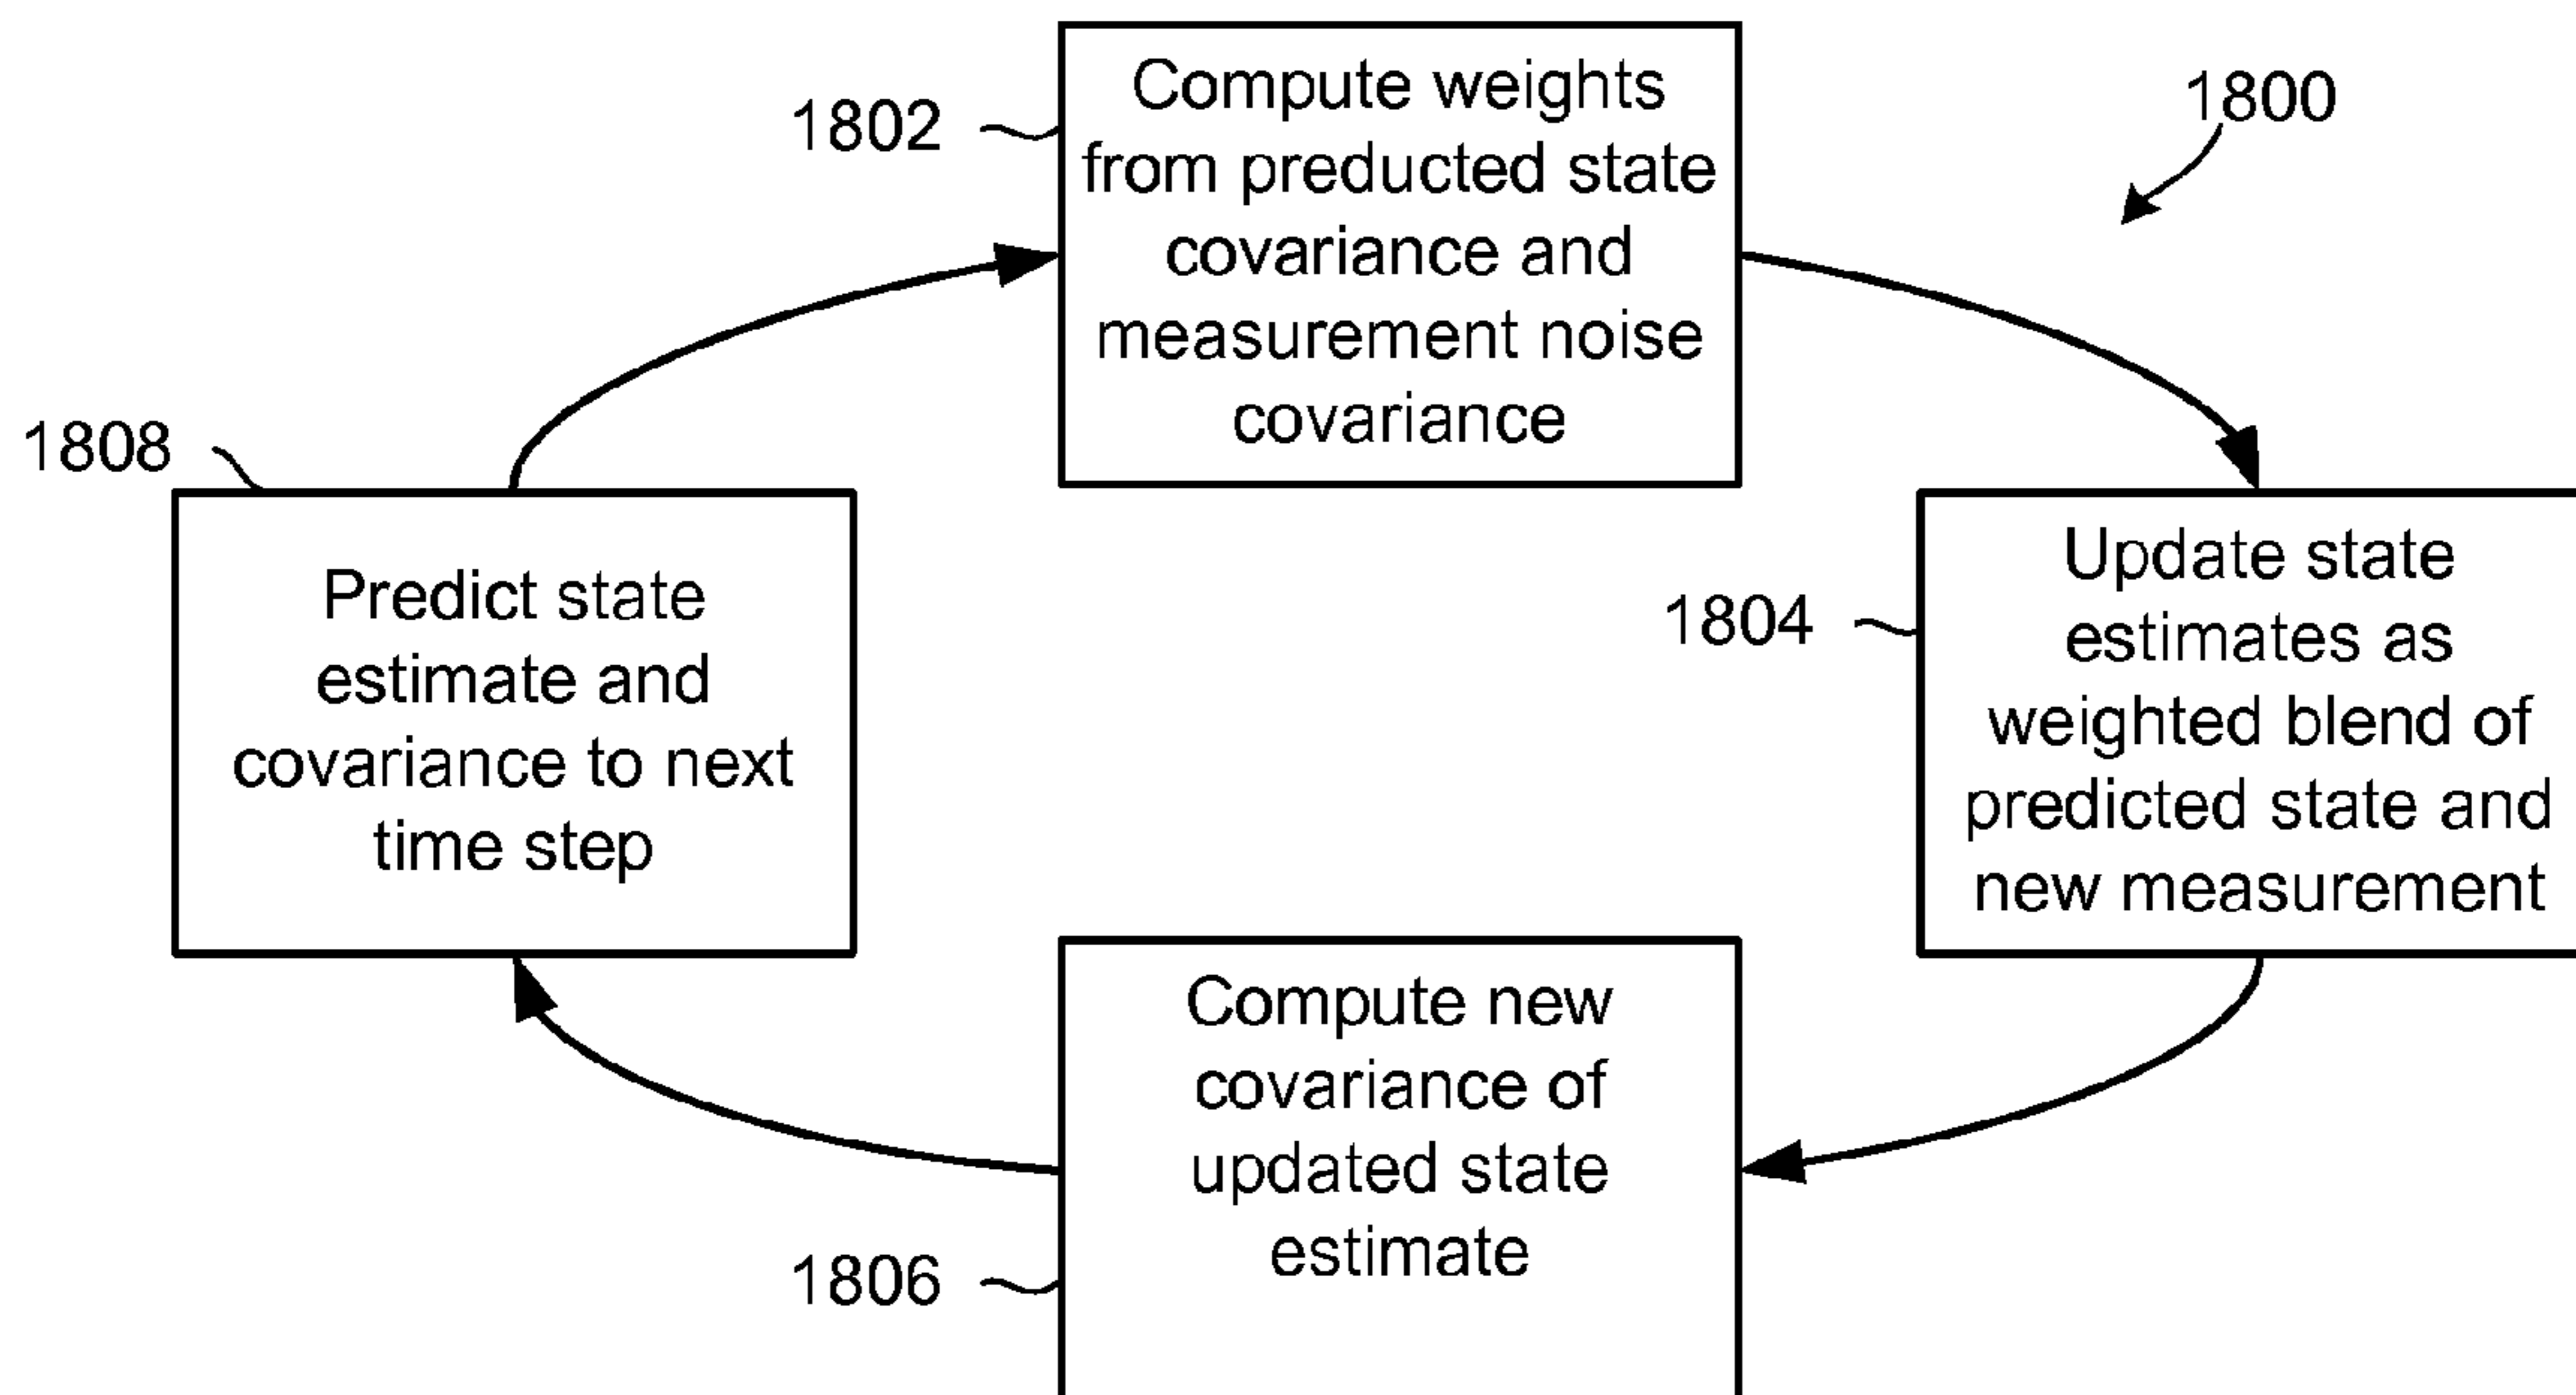 1800
1802
Compute weights
from preducted state
covariance and
measurement noise
covariance
1804
Update state
estimates as
weighted blend of
predicted state and
new measurement
1806
Compute new
covariance of
updated state
estimate
1808
Predict state
estimate and
covariance to next
time step